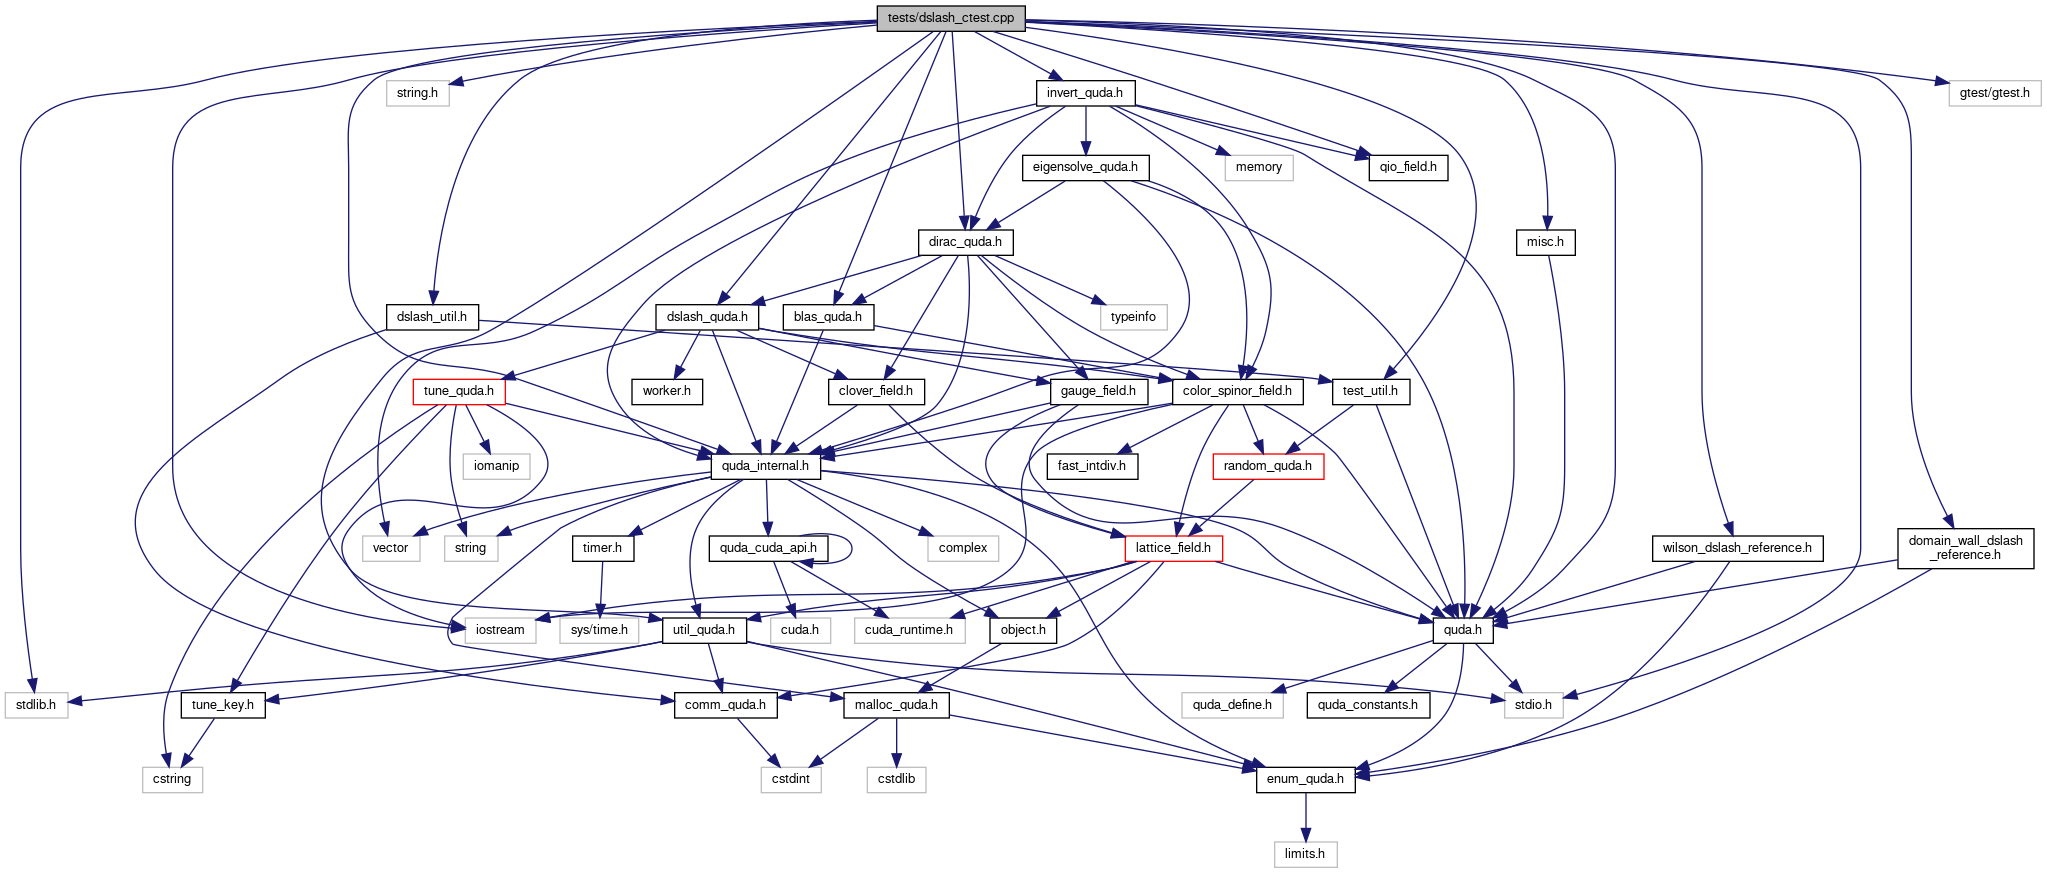 tests/dslash_ctest.cpp
string.h
invert_quda.h
gtest/gtest.h
eigensolve_quda.h
memory
qio_field.h
dirac_quda.h
misc.h
dslash_util.h
dslash_quda.h
blas_quda.h
typeinfo
tune_quda.h
worker.h
clover_field.h
gauge_field.h
color_spinor_field.h
test_util.h
iomanip
quda_internal.h
fast_intdiv.h
random_quda.h
vector
string
timer.h
quda_cuda_api.h
complex
lattice_field.h
wilson_dslash_reference.h
domain_wall_dslash
_reference.h
iostream
sys/time.h
util_quda.h
cuda.h
cuda_runtime.h
object.h
quda.h
stdlib.h
tune_key.h
comm_quda.h
malloc_quda.h
quda_define.h
quda_constants.h
stdio.h
cstring
cstdint
cstdlib
enum_quda.h
limits.h